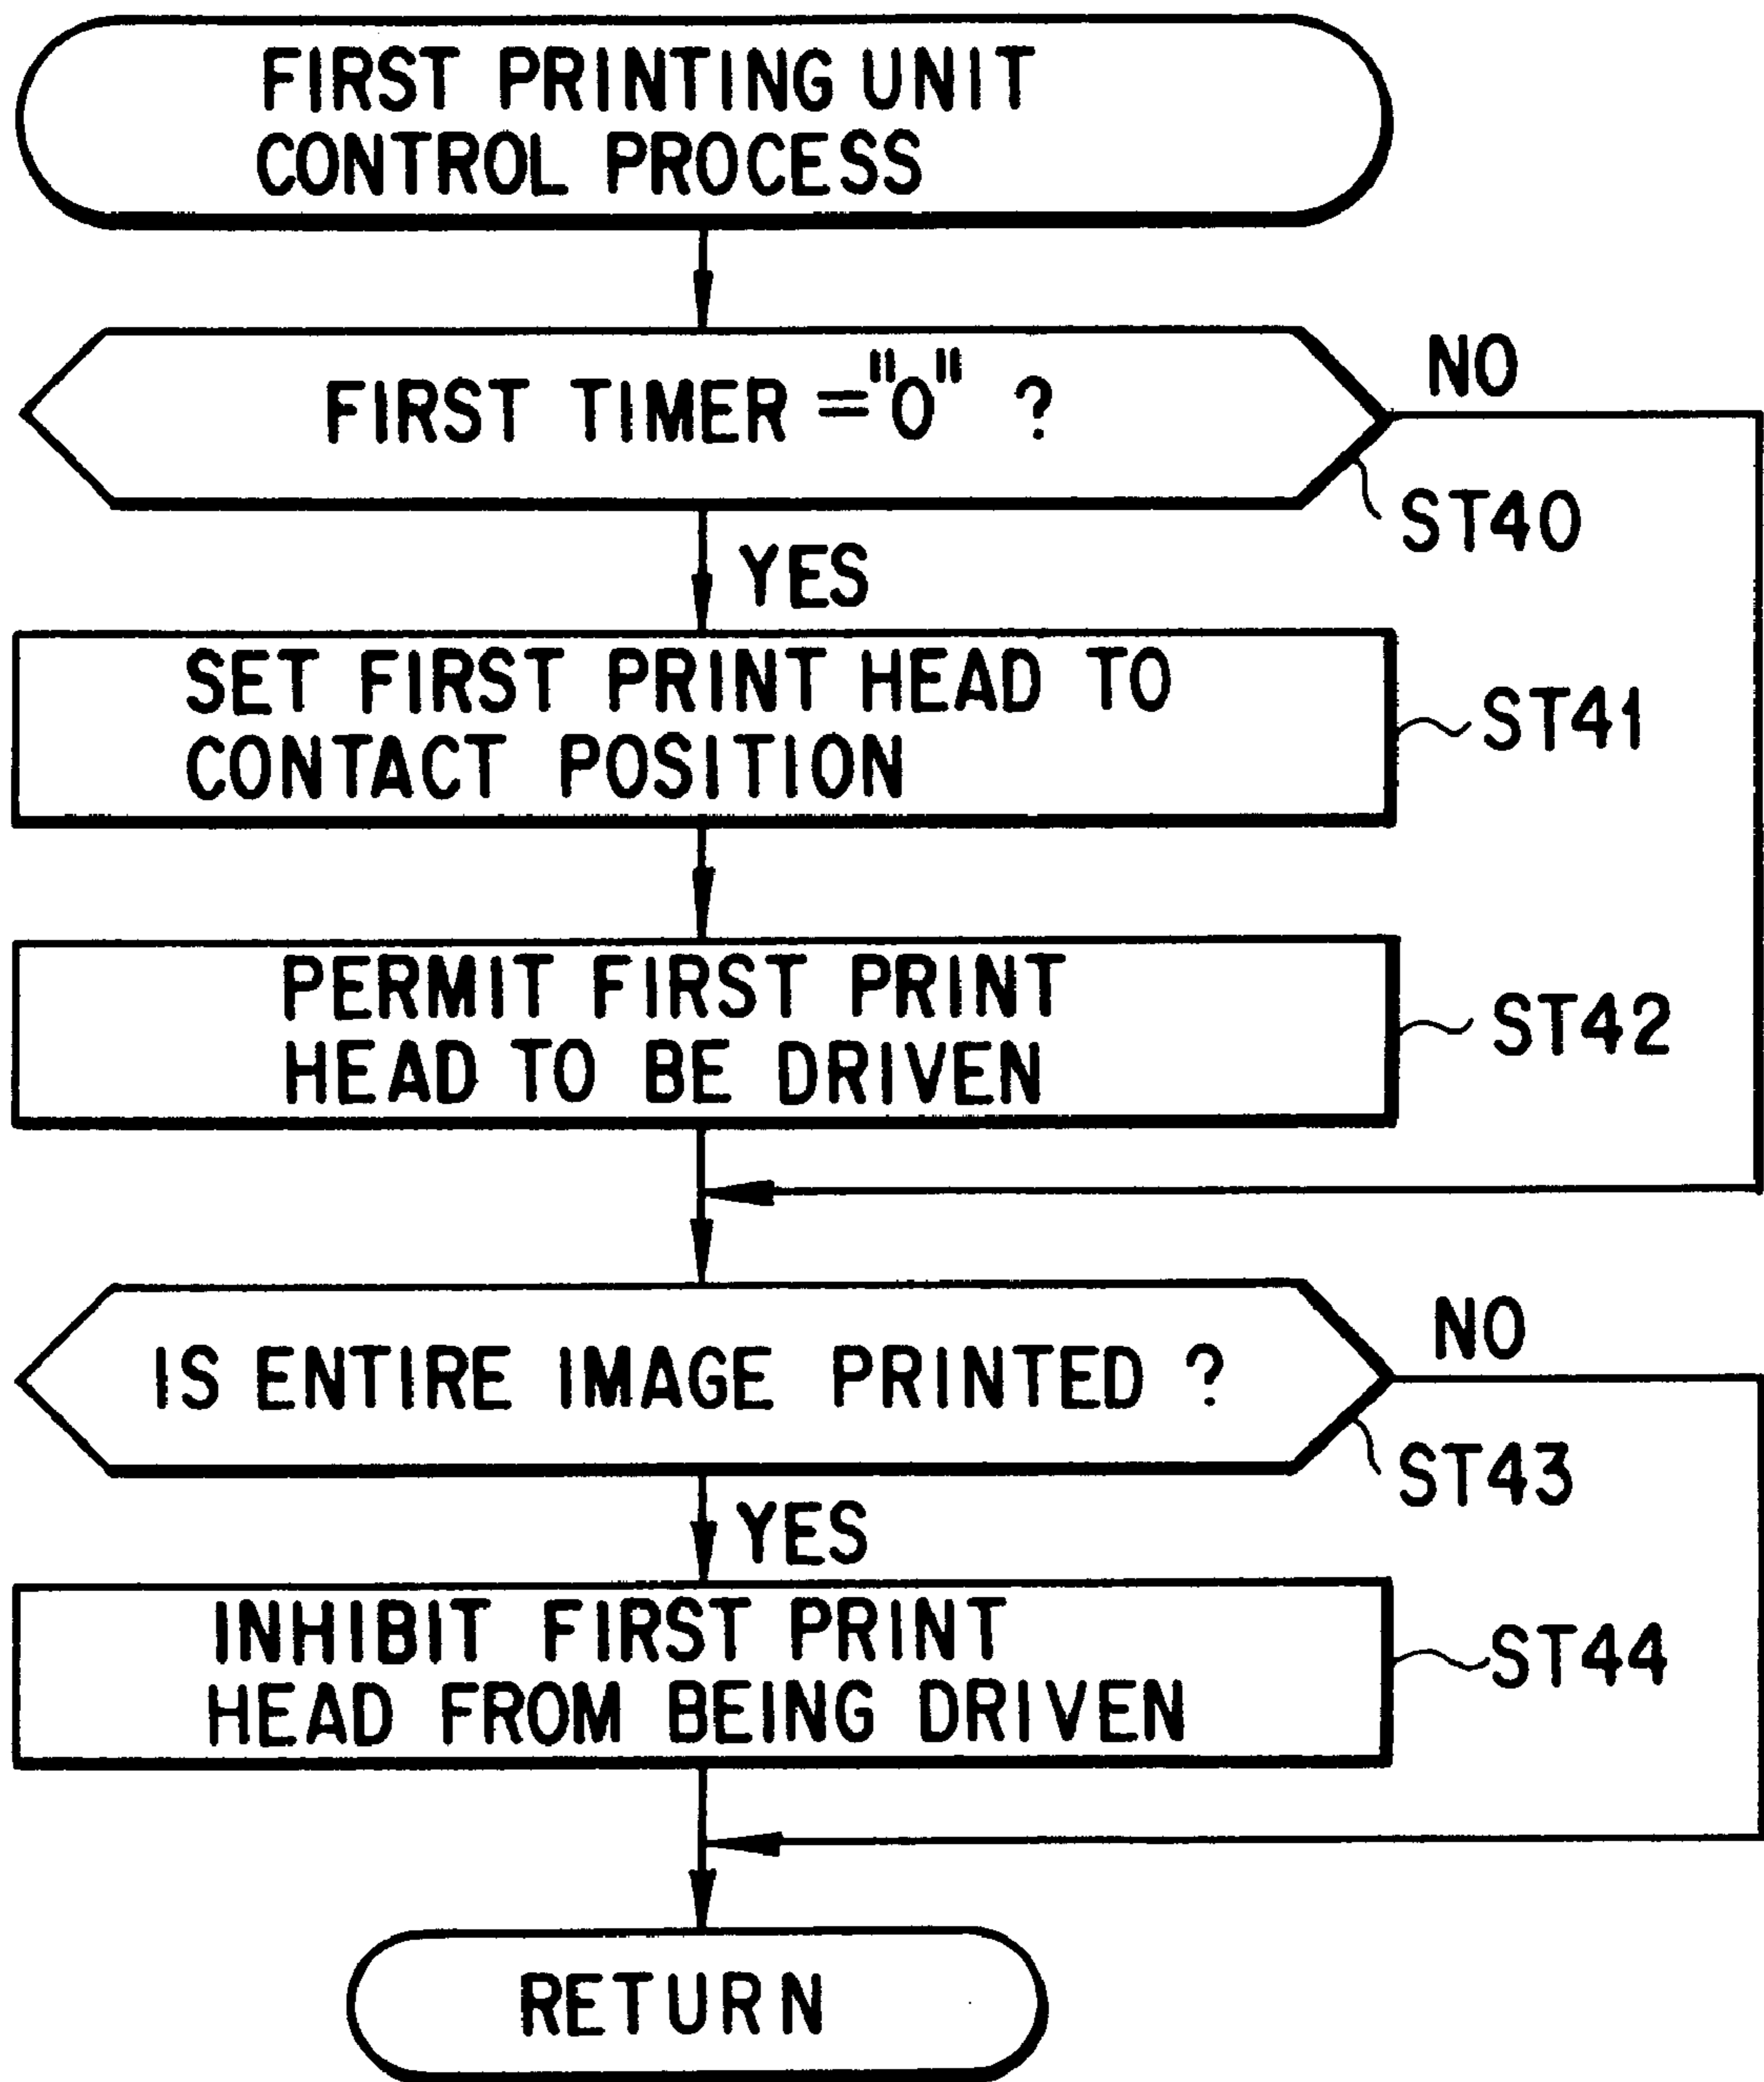 FIRST PRINTING UNIT
CONTROL PROCESS
FIRST TIMER ="0" ?
NO
ST40
YES
SET FIRST PRINT HEAD TO
CONTACT POSITION
ST41
PERMIT FIRST PRINT
HEAD TO BE DRIVEN
ST42
IS ENTIRE IMAGE PRINTED ?
NO
ST43
YES
INHIBIT FIRST PRINT
HEAD FROM BEING DRIVEN
ST44
RETURN